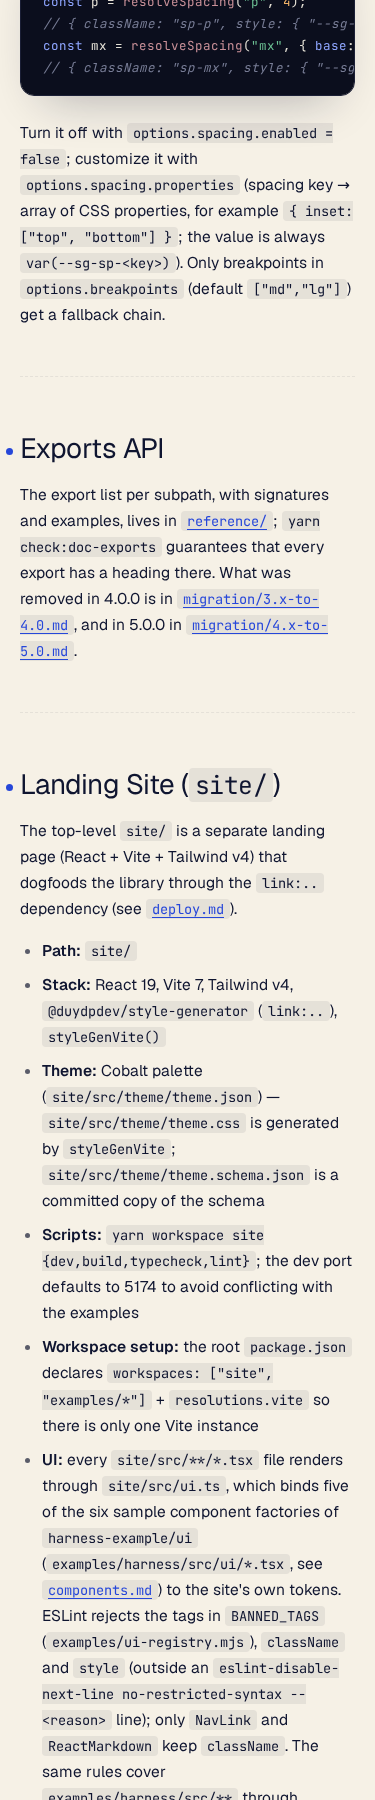 const p = resolveSpacing("p", 4);
// { className: "sp-p", style: { "--sg-
const mx = resolveSpacing("mx", { base:
// { className: "sp-mx", style: { "--sg
Turn it off with options.spacing.enabled =
false ; customize it with
options.spacing.properties (spacing key →
array of CSS properties, for example { inset:
["top", "bottom"] } ; the value is always
var(--sg-sp-<key>) ). Only breakpoints in
options.breakpoints (default ["md","lg"] )
get a fallback chain.
Exports API
The export list per subpath, with signatures
and examples, lives in reference/ ; yarn
check:doc-exports guarantees that every
export has a heading there. What was
removed in 4.0.0 is in migration/3.x-to-
4.0.md , and in 5.0.0 in migration/4.x-to-
5.0.md .
Landing Site ( site/ )
The top-level site/ is a separate landing
page (React + Vite + Tailwind v4) that
dogfoods the library through the link:..
dependency (see deploy.md ).
• Path: site/
• Stack: React 19, Vite 7, Tailwind v4,
@duydpdev/style-generator ( link:.. ),
styleGenVite()
• Theme: Cobalt palette
( site/src/theme/theme.json ) —
site/src/theme/theme.css is generated
by styleGenVite ;
site/src/theme/theme.schema.json is a
committed copy of the schema
• Scripts: yarn workspace site
{dev,build,typecheck,lint} ; the dev port
defaults to 5174 to avoid conflicting with
the examples
• Workspace setup: the root package.json
declares workspaces: ["site",
"examples/*"] + resolutions.vite so
there is only one Vite instance
• UI: every site/src/**/*.tsx file renders
through site/src/ui.ts , which binds five
of the six sample component factories of
harness-example/ui
( examples/harness/src/ui/*.tsx , see
components.md ) to the site's own tokens.
ESLint rejects the tags in BANNED_TAGS
( examples/ui-registry.mjs ), className
and style (outside an eslint-disable-
next-line no-restricted-syntax --
<reason> line); only NavLink and
ReactMarkdown keep className . The
same rules cover
examples/harness/src/** through